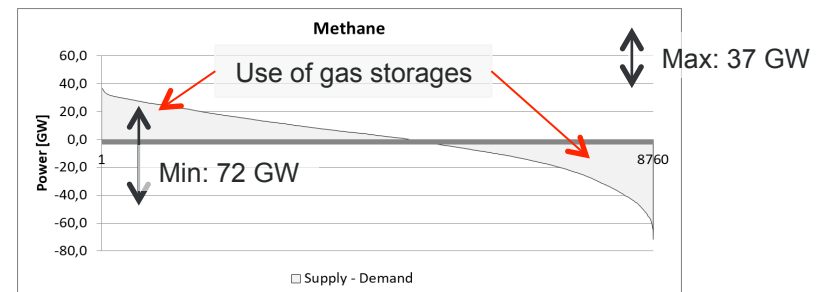 Methane
60,0
40,0
20,0
0,0
-20,0
-40,0
-60,0
-80,0
Power [GW]
Use of gas storages
Max: 37 GW
Min: 72 GW
1
8760
Supply - Demand